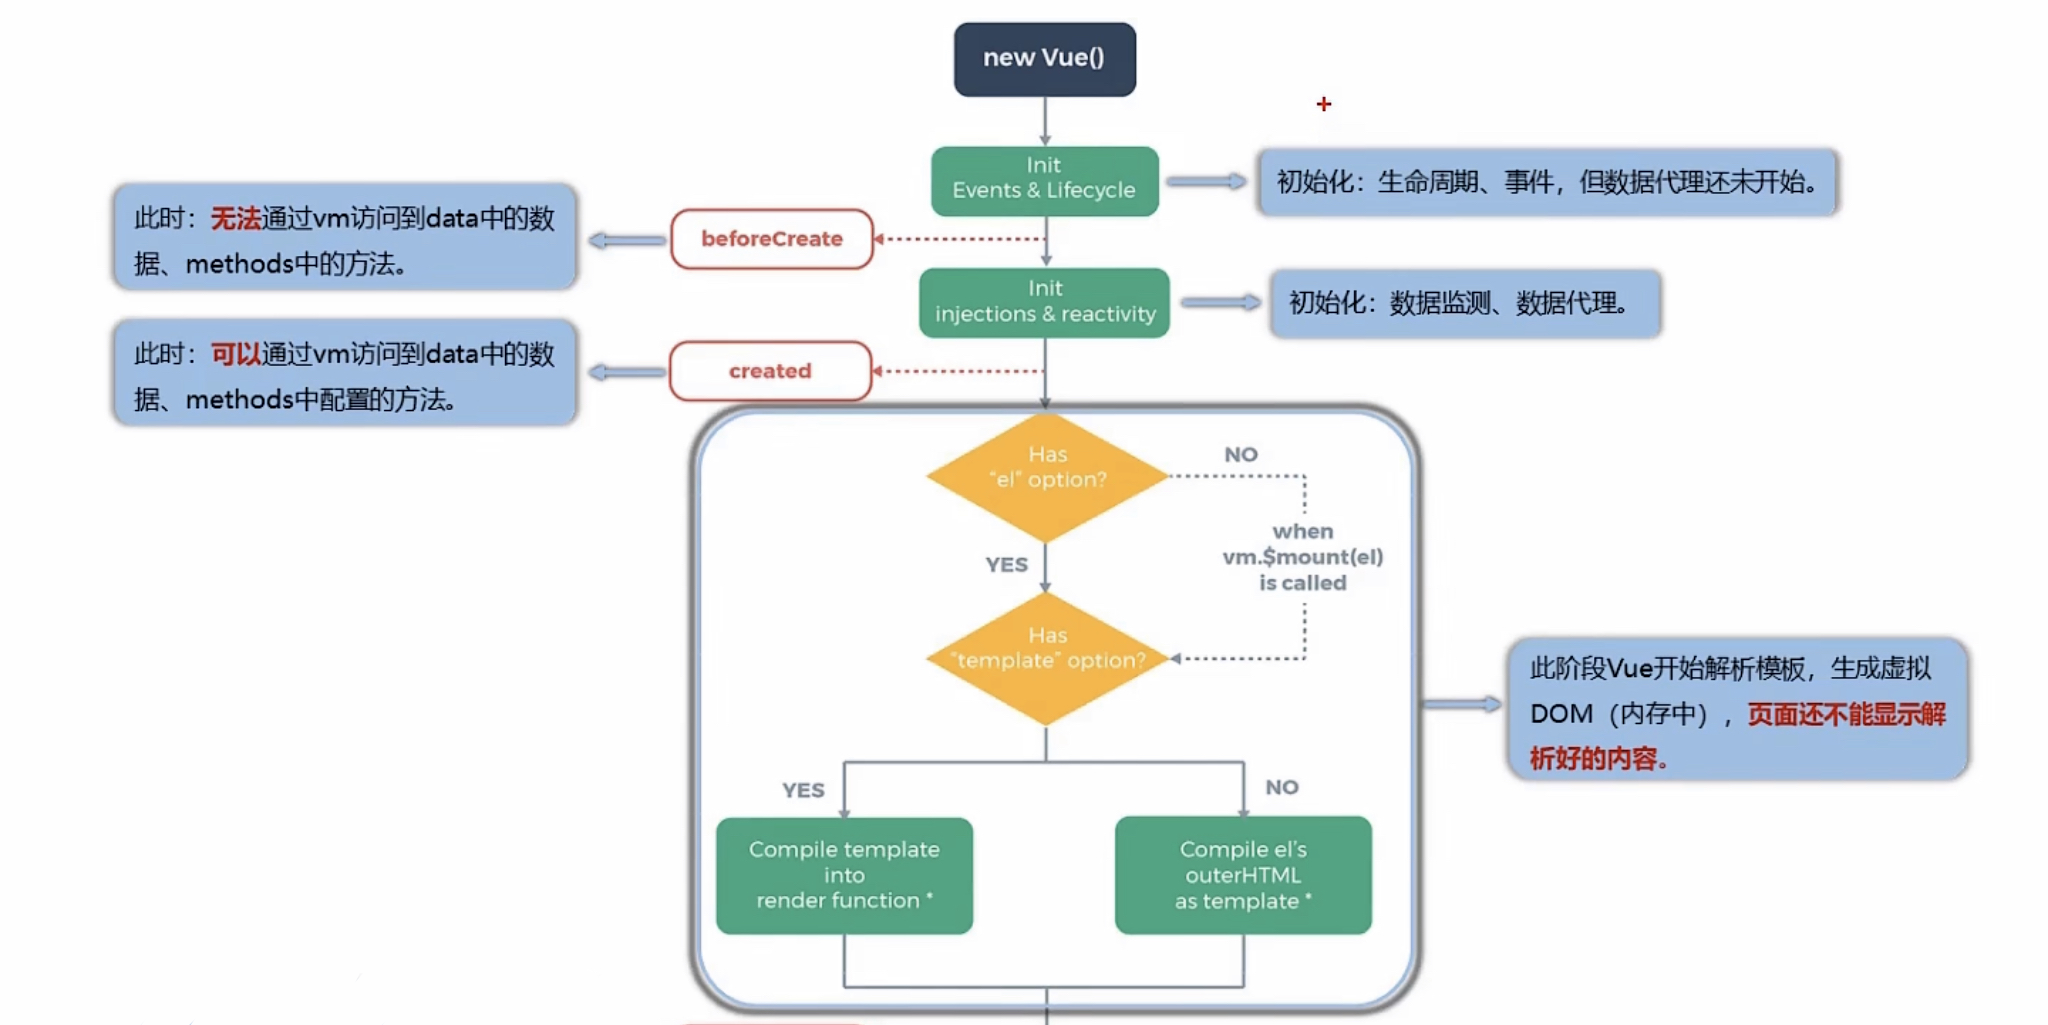 new Vue()
Init
Events & Lifecycle
初始化：生命周期、事件，但数据代理还未开始。
beforeCreate
此时：无法通过vm访问到data中的数
据、methods中的方法。
Init
injections & reactivity
初始化：数据监测、数据代理。
created
此时：可以通过vm访问到data中的数
据、methods中配置的方法。
Has
“el” option?
NO
when
vm.$mount(el)
is called
YES
Has
“template” option?
此阶段Vue开始解析模板，生成虚拟
DOM（内存中），页面还不能显示解
析好的内容。
YES
NO
Compile template
into
render function *
Compile el’s
outerHTML
as template *